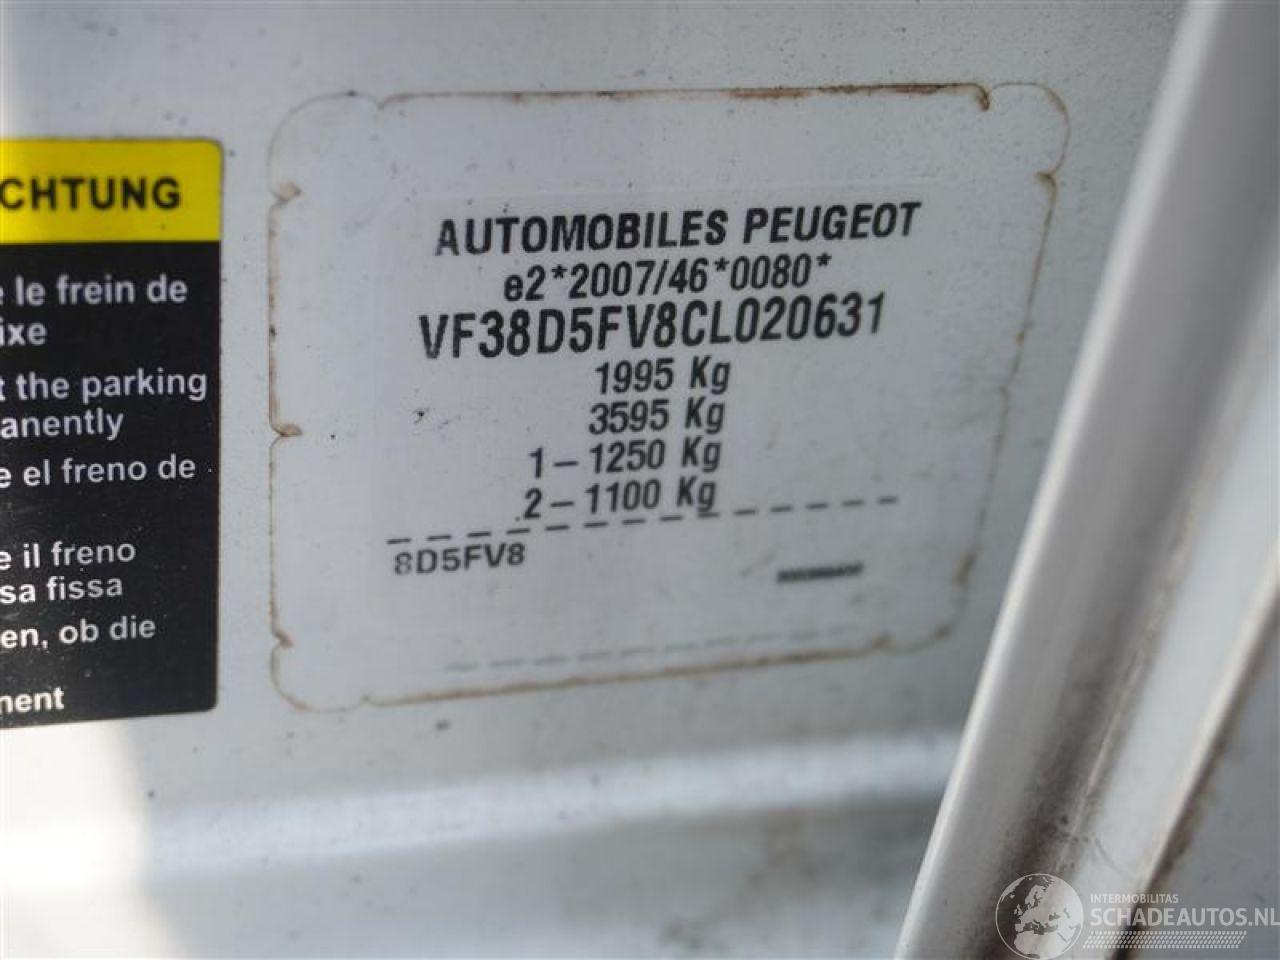 CHTUNG
e le frein de
ixe
t the parking
anently
e el freno de
e il freno
sa fissa
en, ob die
nent
AUTOMOBILES PEUGEOT
e2*2007/46*0080*
VF38D5FV8CL020631
1995 Kg
3595 Kg
1-1250 Kg
2-1100 Kg
8D5FV8
INTERMOBILITAS
SCHADEAUTOS.NL